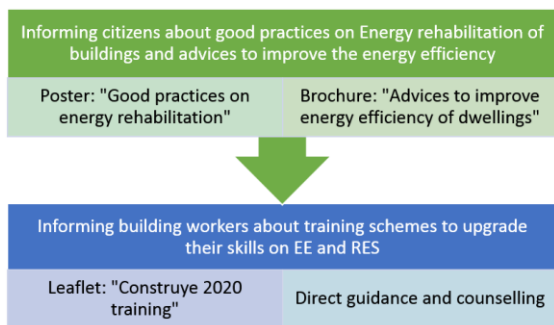 Informing citizens about good practices on Energy rehabilitation of
buildings and advices to improve the energy efficiency
Poster: "Good practices on
energy rehabilitation"
Brochure: "Advices to improve
energy efficiency of dwellings"
Informing building workers about training schemes to upgrade
their skills on EE and RES
Leaflet: "Construye 2020
training"
Direct guidance and counselling